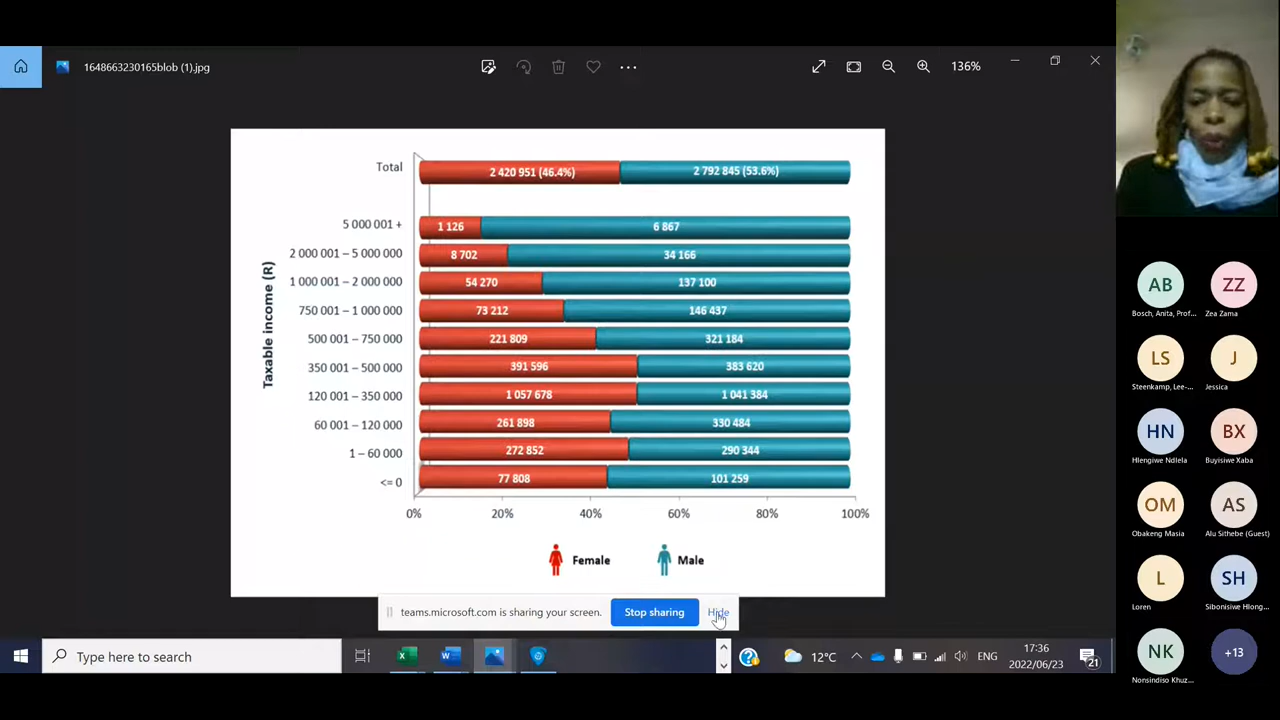 1648663230165blob (1).jpg
136%
Total
2 420 951 (46.4%)
2 792 845 (53.6%)
5 000 001 +
1 126
6 867
2 000 001 – 5 000 000
8 702
34 166
1 000 001 – 2 000 000
54 270
137 100
750 001 – 1 000 000
73 212
146 437
500 001 – 750 000
221 809
321 184
350 001 – 500 000
391 596
383 620
120 001 – 350 000
1 057 678
1 041 384
60 001 – 120 000
261 898
330 484
1 – 60 000
272 852
290 344
<= 0
77 808
101 259
Taxable income (R)
0%
20%
40%
60%
80%
100%
Female
Male
teams.microsoft.com is sharing your screen.
Stop sharing
Hide
Type here to search
12°C
ENG
17:36
2022/06/23
21
AB
Bosch, Anita, Prof...
ZZ
Zea Zama
LS
Steenkamp, Lee-...
J
Jessica
HN
Hlengiwe Ndlela
BX
Buyisiwe Xaba
OM
Obakeng Masia
AS
Alu Sithebe (Guest)
L
Loren
SH
Sibonisiwe Hlong...
NK
Nonsindiso Khuz...
+13